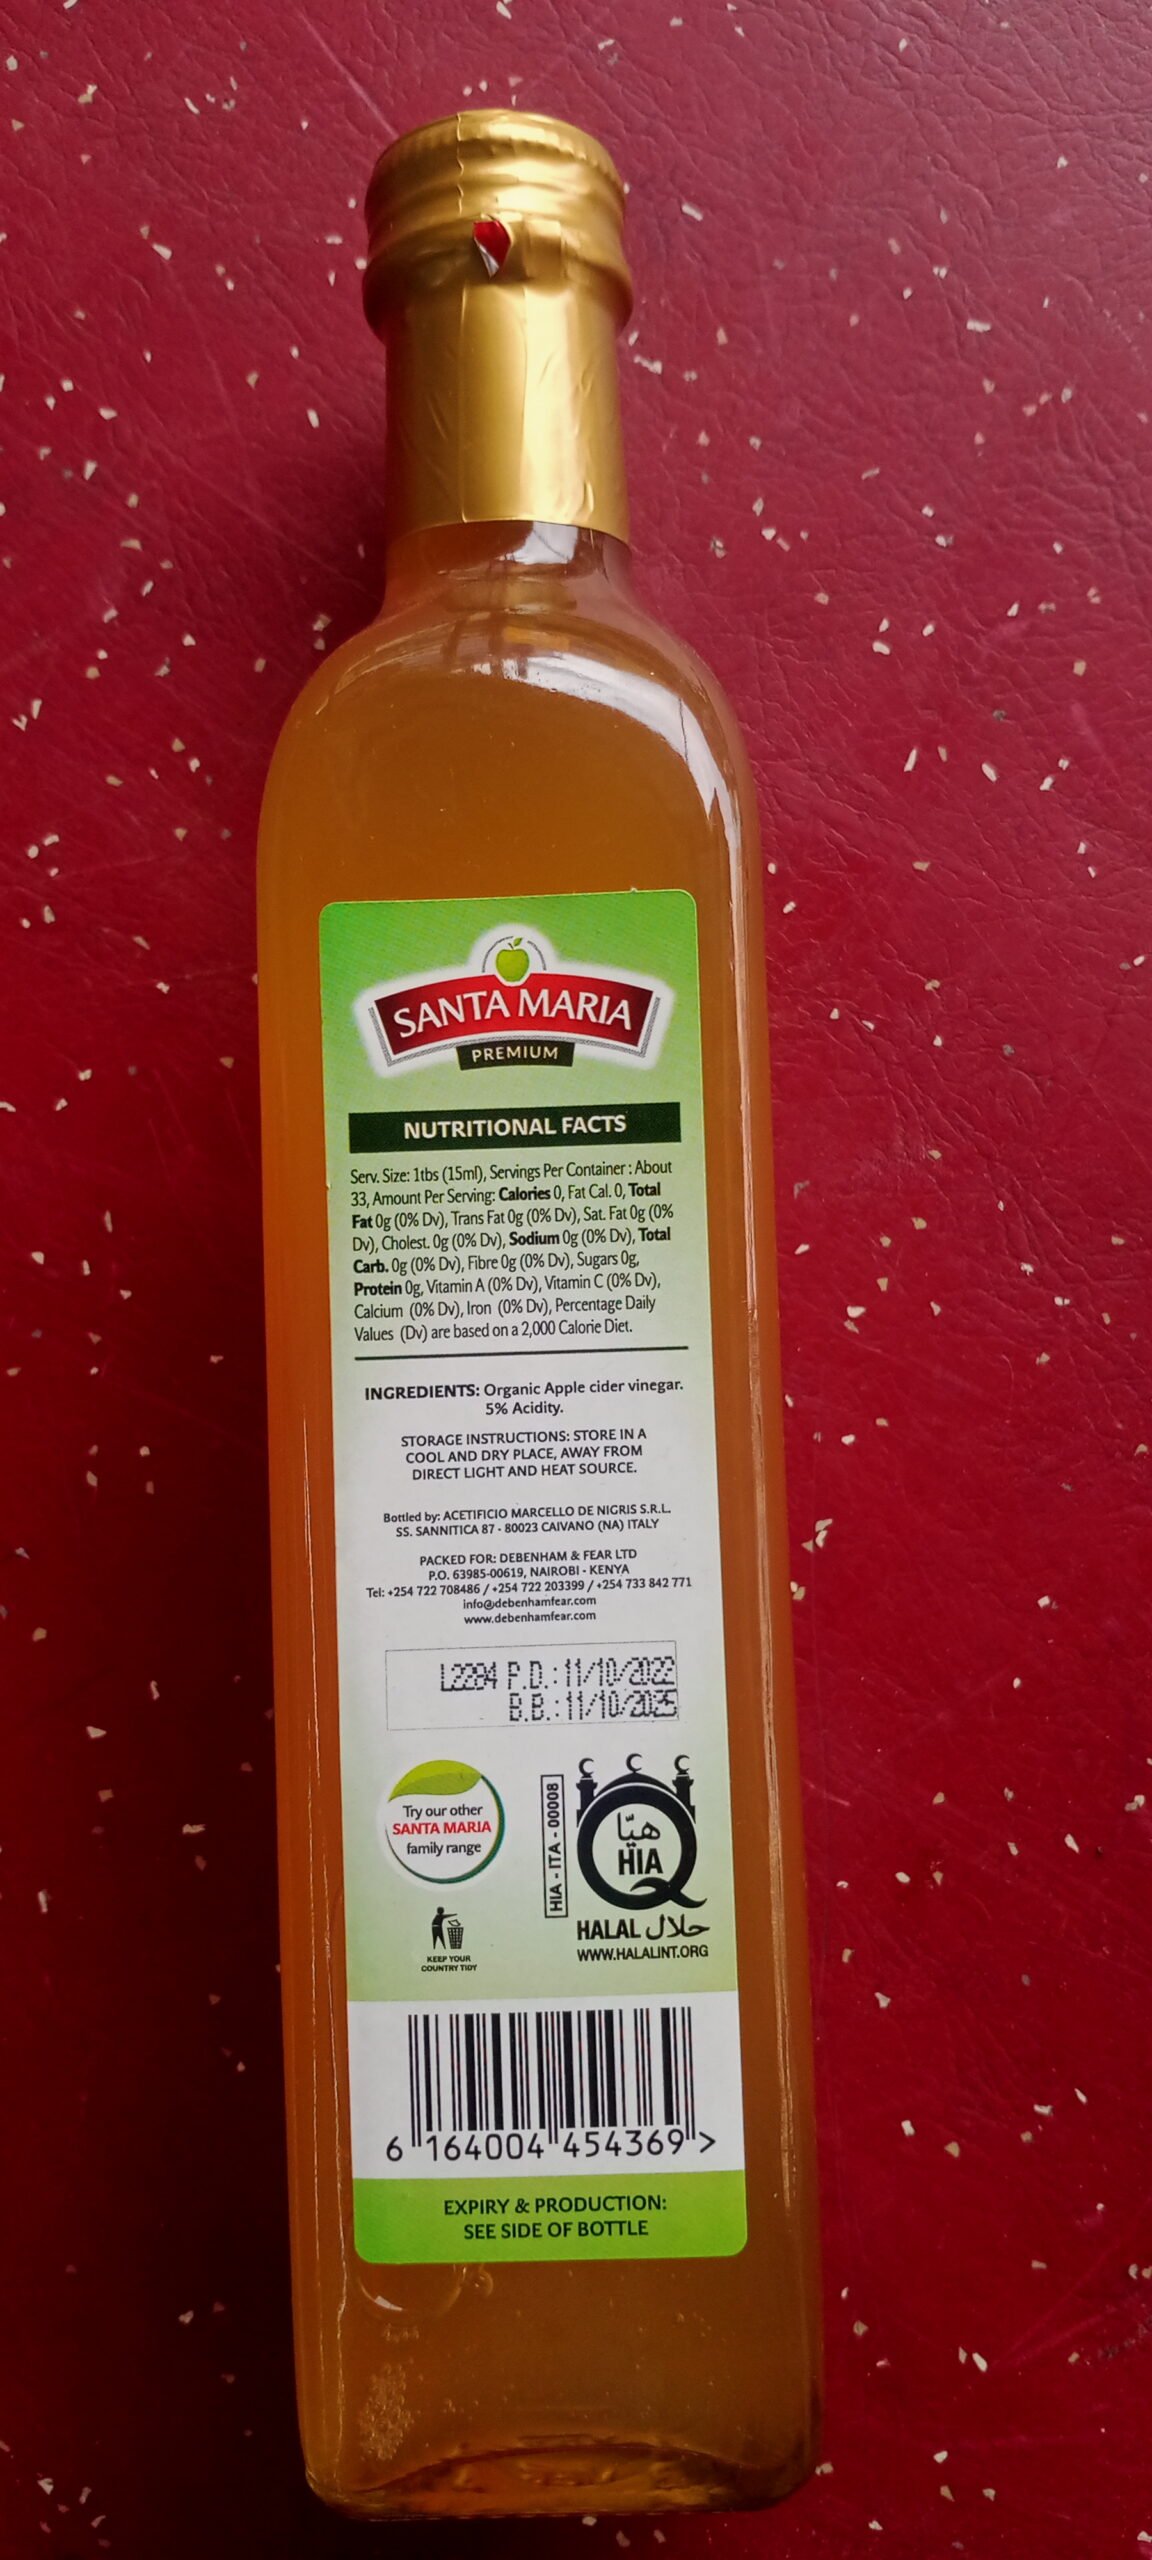 SANTA MARIA
PREMIUM
NUTRITIONAL FACTS
Serv. Size: 1tbs (15ml), Servings Per Container : About
33, Amount Per Serving: Calories 0, Fat Cal. 0, Total
Fat 0g (0% Dv), Trans Fat 0g (0% Dv), Sat. Fat 0g (0%
Dv), Cholest. 0g (0% Dv), Sodium 0g (0% Dv), Total
Carb. 0g (0% Dv), Fibre 0g (0% Dv), Sugars 0g,
Protein 0g, Vitamin A (0% Dv), Vitamin C (0% Dv),
Calcium (0% Dv), Iron (0% Dv), Percentage Daily
Values (Dv) are based on a 2,000 Calorie Diet.
INGREDIENTS: Organic Apple cider vinegar.
5% Acidity.
STORAGE INSTRUCTIONS: STORE IN A
COOL AND DRY PLACE, AWAY FROM
DIRECT LIGHT AND HEAT SOURCE.
Bottled by: ACETIFICIO MARCELLO DE NIGRIS S.R.L.
SS. SANNITICA 87 - 80023 CAIVANO (NA) ITALY
PACKED FOR: DEBENHAM & FEAR LTD
P.O. 63985-00619, NAIROBI - KENYA
Tel: +254 722 708486 / +254 722 203399 / +254 733 842 771
info@debenhamfear.com
www.debenhamfear.com
L2284 P.D.:11/10/2022
B.B.:11/10/2025
Try our other
SANTA MARIA
family range
HIA - ITA - 00008
هيّا
HIA
HALAL حلال
WWW.HALALINT.ORG
KEEP YOUR
COUNTRY TIDY
6 164004 454369 >
EXPIRY & PRODUCTION:
SEE SIDE OF BOTTLE